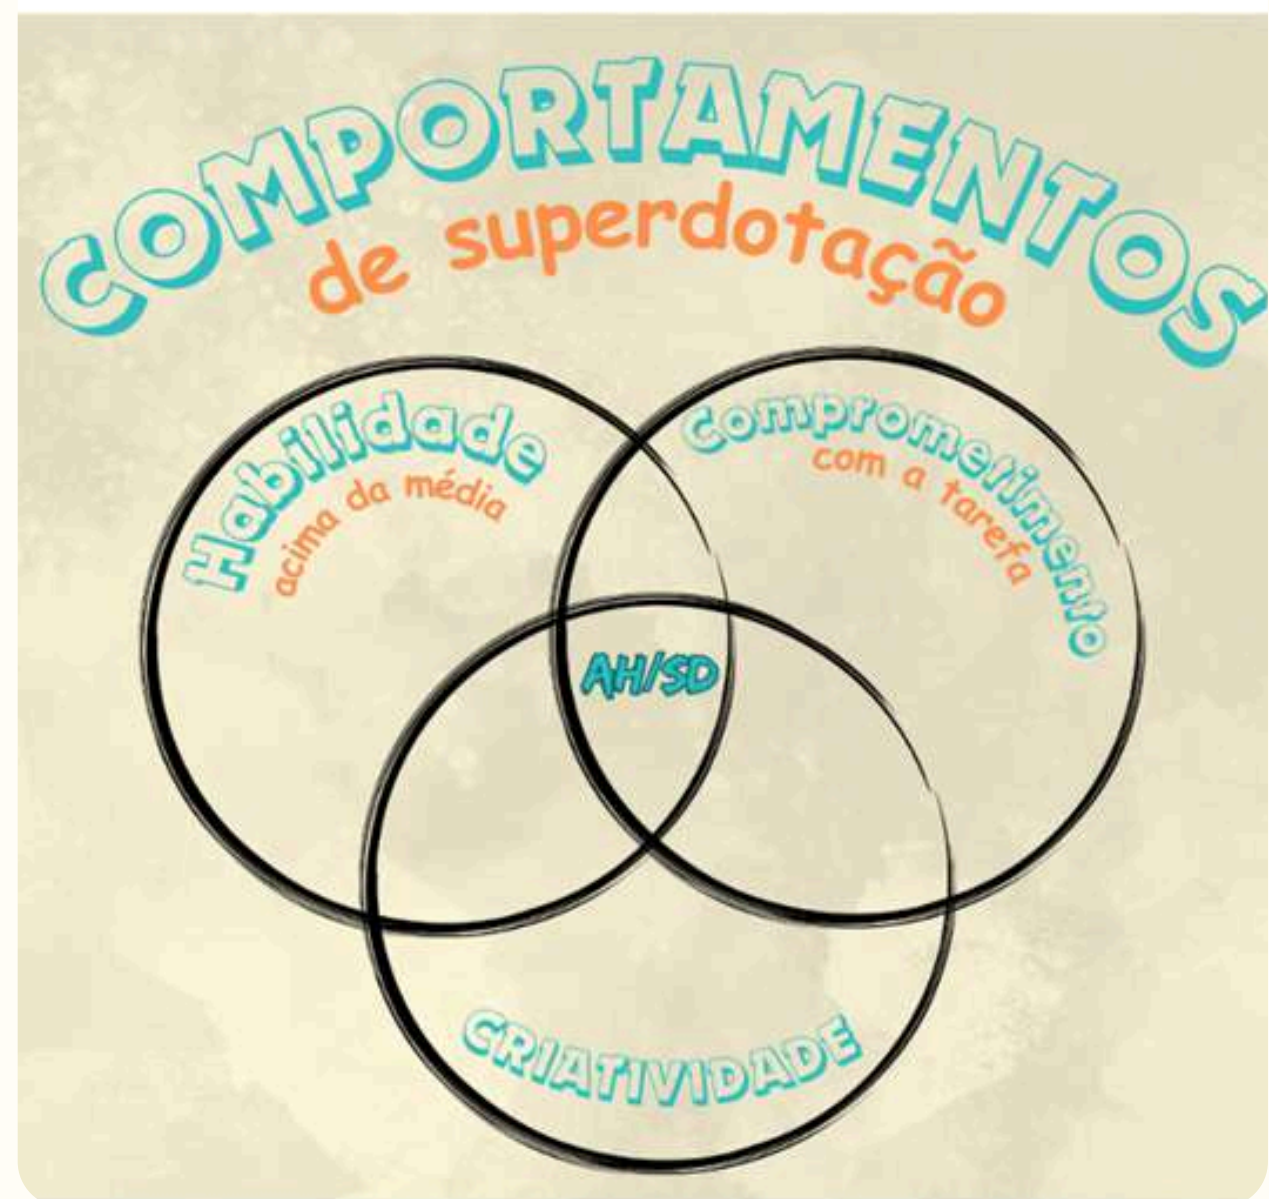 COMPORTAMENTOS
de superdotação
Habilidade
acima da média
Comprometimento
com a tarefa
AH/SD
CRIATIVIDADE